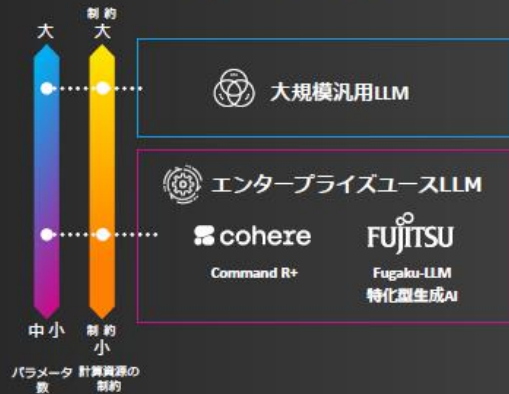 制約
大 大
大規模汎用LLM
エンタープライズユースLLM
cohere FUJITSU
Command R+ Fugaku-LLM
特化型生成AI
中小 制約
小
パラメータ 計算資源の
数 制約